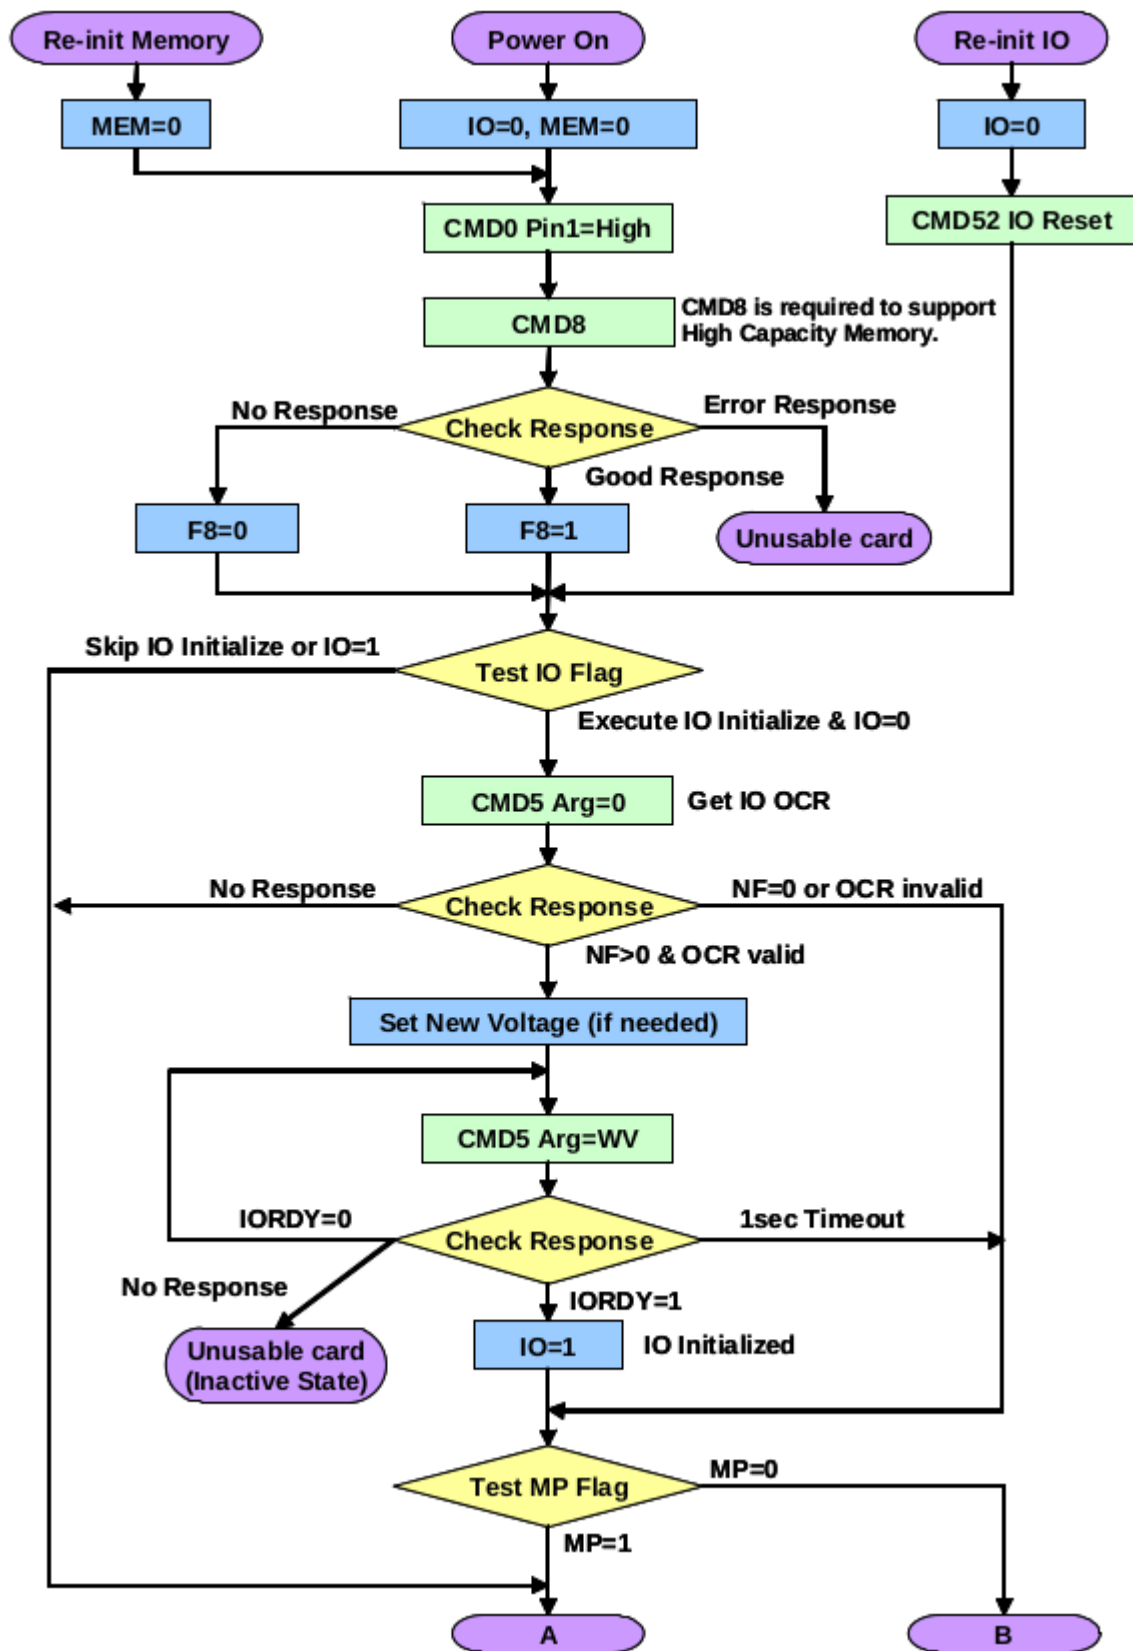 Re-init Memory
Power On
Re-init IO
MEM=0
IO=0, MEM=0
IO=0
CMD0 Pin1=High
CMD52 IO Reset
CMD8
CMD8 is required to support
High Capacity Memory.
No Response
Error Response
Check Response
Good Response
F8=0
F8=1
Unusable card
Skip IO Initialize or IO=1
Test IO Flag
Execute IO Initialize & IO=0
CMD5 Arg=0
Get IO OCR
No Response
NF=0 or OCR invalid
Check Response
NF>0 & OCR valid
Set New Voltage (if needed)
CMD5 Arg=WV
IORDY=0
1sec Timeout
Check Response
No Response
IORDY=1
IO=1
IO Initialized
Unusable card
(Inactive State)
MP=0
Test MP Flag
MP=1
A
B